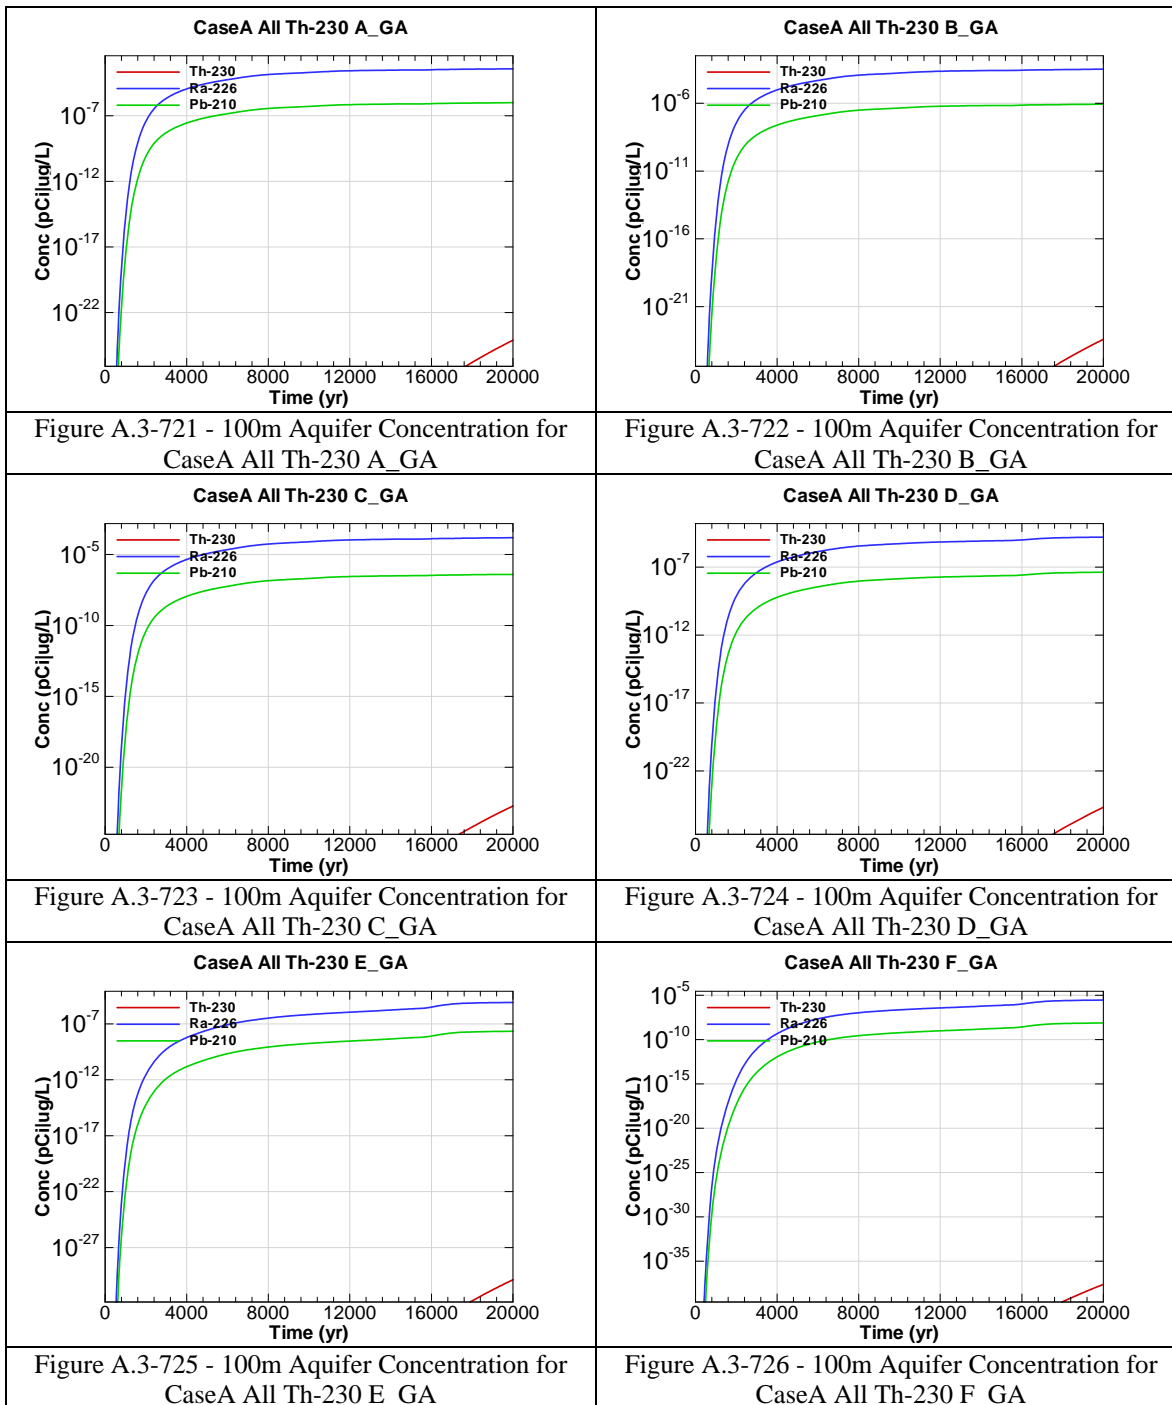 CaseA All Th-230 A_GA
Th-230
Ra-226
Pb-210
10-7
10-12
10-17
10-22
Conc (pCi|ug/L)
0 4000 8000 12000 16000 20000
Time (yr)
Figure A.3-721 - 100m Aquifer Concentration for
CaseA All Th-230 A_GA
CaseA All Th-230 B_GA
Th-230
Ra-226
Pb-210
10-6
10-11
10-16
10-21
Conc (pCi|ug/L)
0 4000 8000 12000 16000 20000
Time (yr)
Figure A.3-722 - 100m Aquifer Concentration for
CaseA All Th-230 B_GA
CaseA All Th-230 C_GA
Th-230
Ra-226
Pb-210
10-5
10-10
10-15
10-20
Conc (pCi|ug/L)
0 4000 8000 12000 16000 20000
Time (yr)
Figure A.3-723 - 100m Aquifer Concentration for
CaseA All Th-230 C_GA
CaseA All Th-230 D_GA
Th-230
Ra-226
Pb-210
10-7
10-12
10-17
10-22
Conc (pCi|ug/L)
0 4000 8000 12000 16000 20000
Time (yr)
Figure A.3-724 - 100m Aquifer Concentration for
CaseA All Th-230 D_GA
CaseA All Th-230 E_GA
Th-230
Ra-226
Pb-210
10-7
10-12
10-17
10-22
10-27
Conc (pCi|ug/L)
0 4000 8000 12000 16000 20000
Time (yr)
Figure A.3-725 - 100m Aquifer Concentration for
CaseA All Th-230 E_GA
CaseA All Th-230 F_GA
Th-230
Ra-226
Pb-210
10-5
10-10
10-15
10-20
10-25
10-30
10-35
Conc (pCi|ug/L)
0 4000 8000 12000 16000 20000
Time (yr)
Figure A.3-726 - 100m Aquifer Concentration for
CaseA All Th-230 F_GA